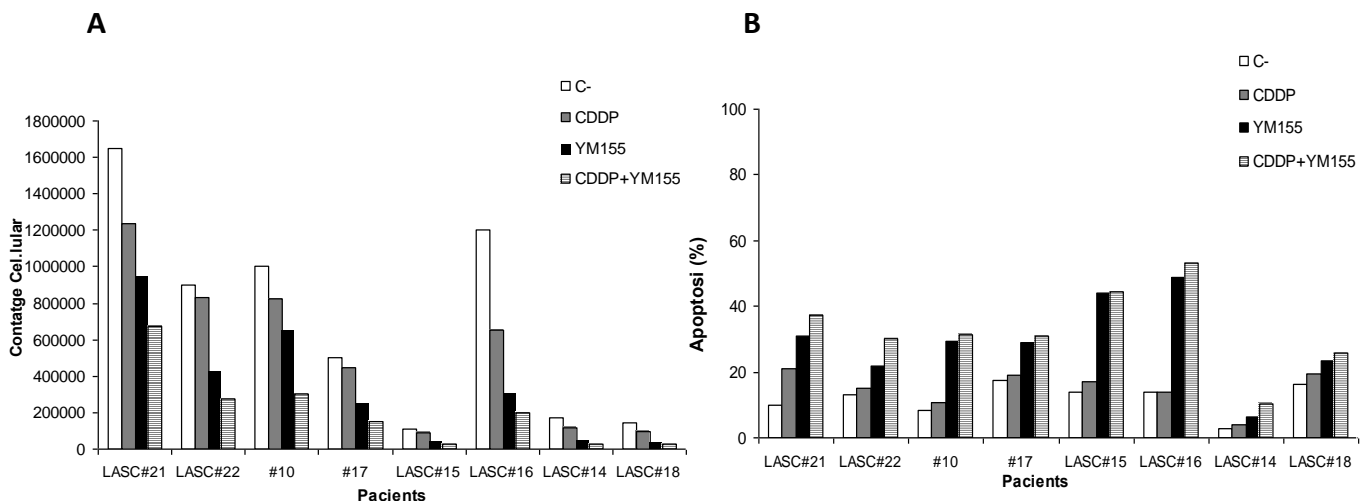 A
B
C-
CDDP
YM155
CDDP+YM155
Contatge Cel.lular
1800000
1600000
1400000
1200000
1000000
800000
600000
400000
200000
0
LASC#21 LASC#22 #10 #17 LASC#15 LASC#16 LASC#14 LASC#18
Pacients
C-
CDDP
YM155
CDDP+YM155
Apoptosi (%)
100
80
60
40
20
0
LASC#21 LASC#22 #10 #17 LASC#15 LASC#16 LASC#14 LASC#18
Pacients